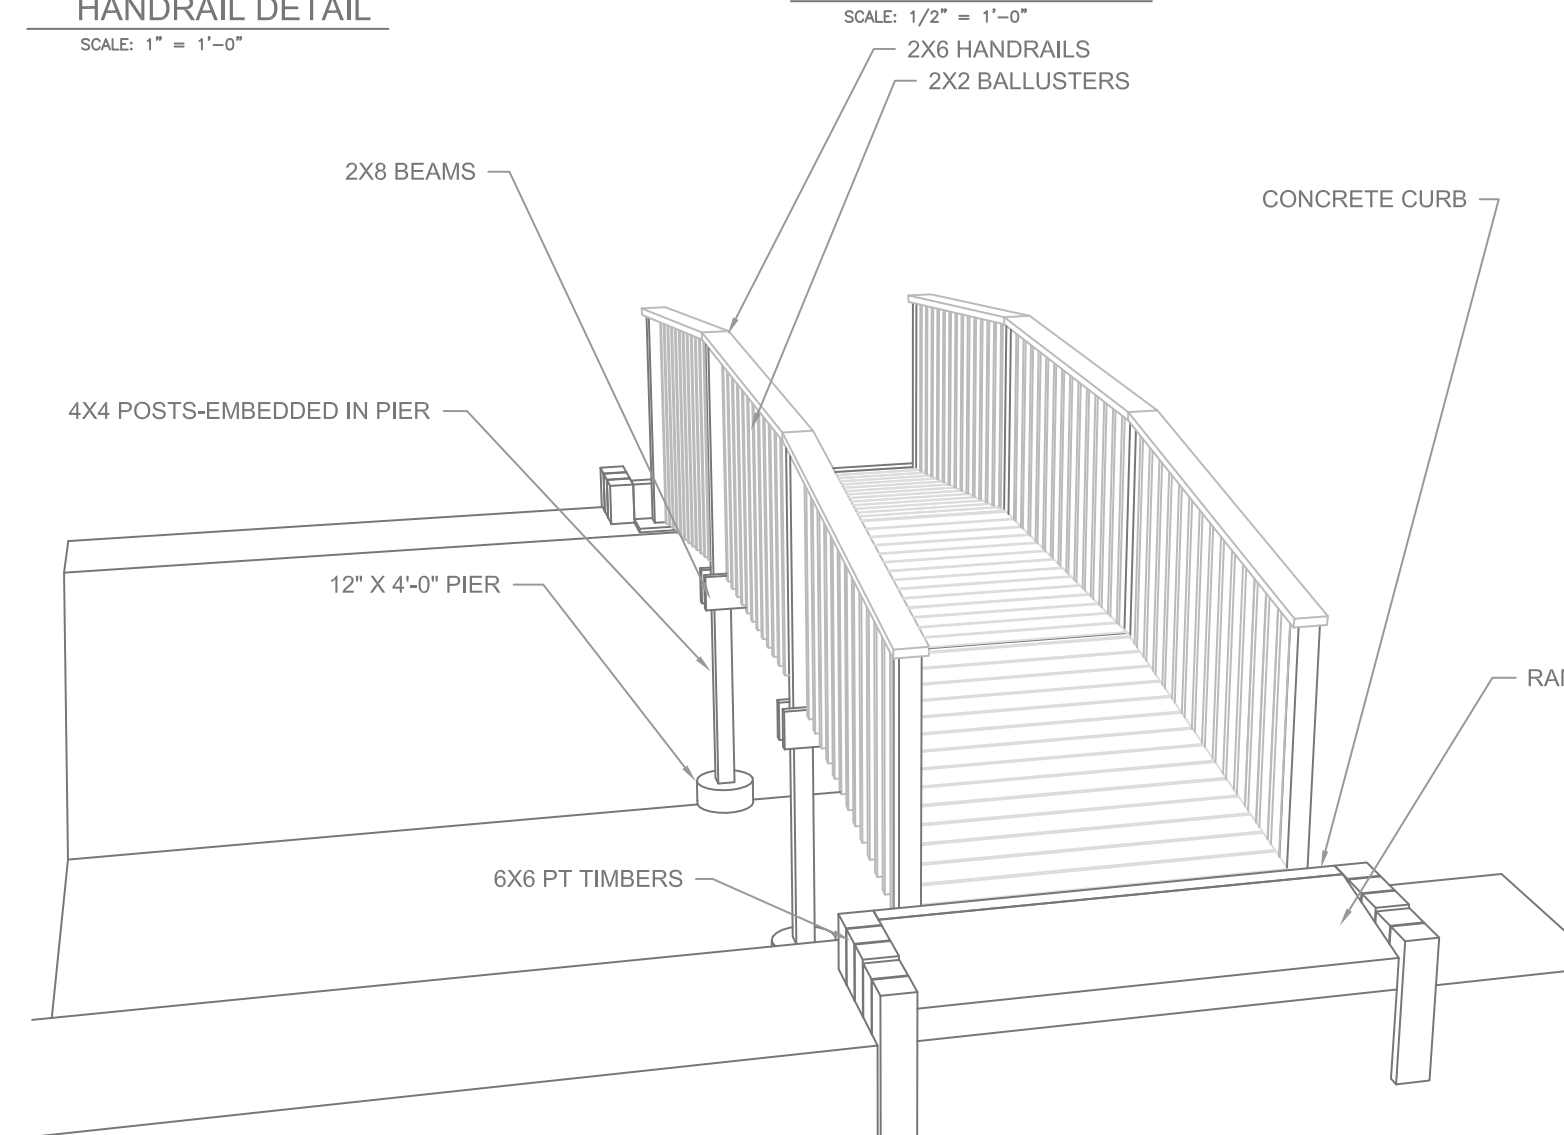 HANDRAIL DETAIL
SCALE: 1" = 1'-0"
SCALE: 1/2" = 1'-0"
2X6 HANDRAILS
2X2 BALLUSTERS
2X8 BEAMS
CONCRETE CURB
4X4 POSTS-EMBEDDED IN PIER
12" X 4'-0" PIER
6X6 PT TIMBERS